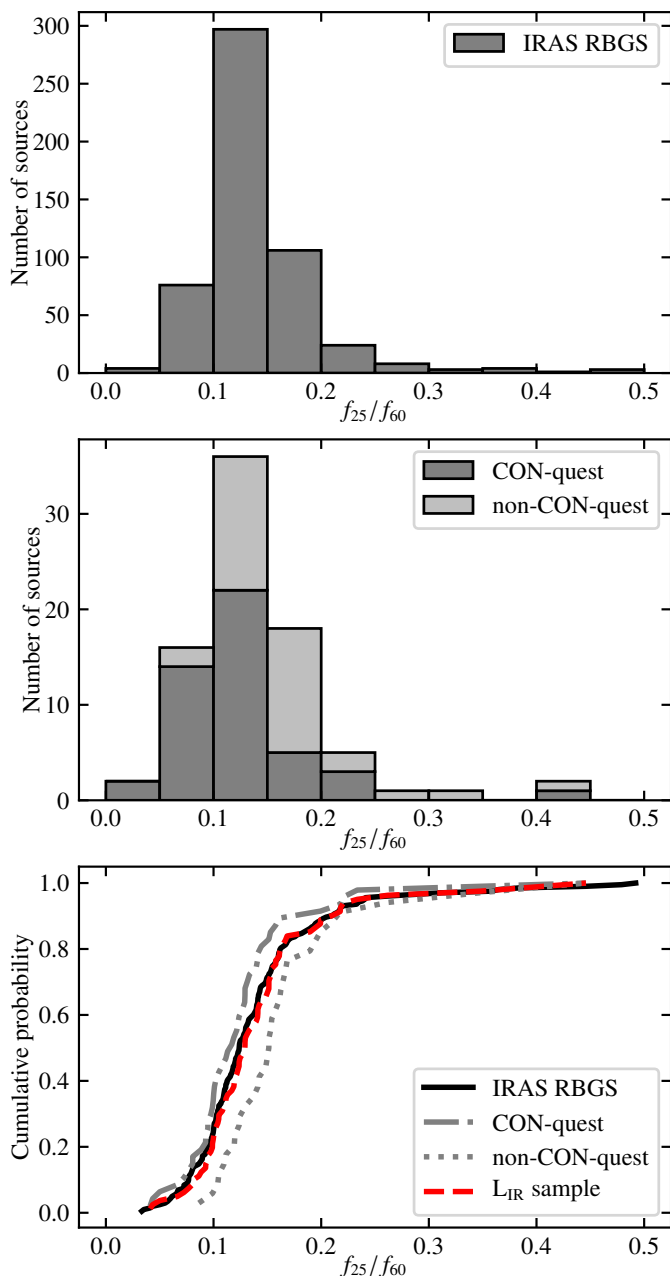 300
250
200
150
100
50
0
Number of sources
IRAS RBGS
0.0 0.1 0.2 0.3 0.4 0.5
f25/f60
30
20
10
0
Number of sources
CON-quest
non-CON-quest
0.0 0.1 0.2 0.3 0.4 0.5
f25/f60
1.0
0.8
0.6
0.4
0.2
0.0
Cumulative probability
IRAS RBGS
CON-quest
non-CON-quest
LIR sample
0.0 0.1 0.2 0.3 0.4 0.5
f25/f60